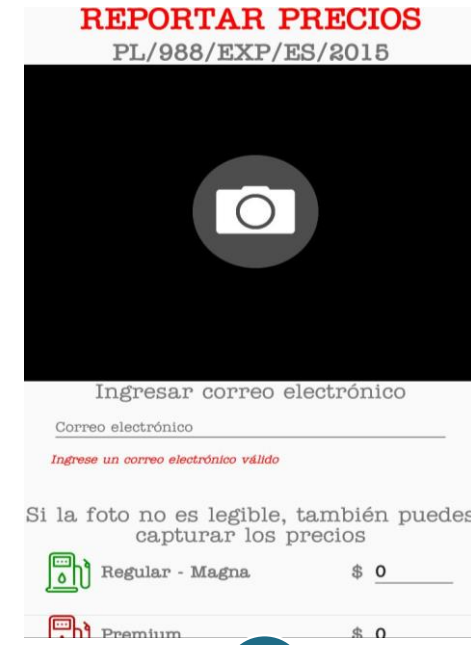 REPORTAR PRECIOS
PL/988/EXP/ES/2015
Ingresar correo electrónico
Correo electrónico
Ingrese un correo electrónico válido
Si la foto no es legible, también puedes
capturar los precios
Regular - Magna $ 0
Premium $ 0